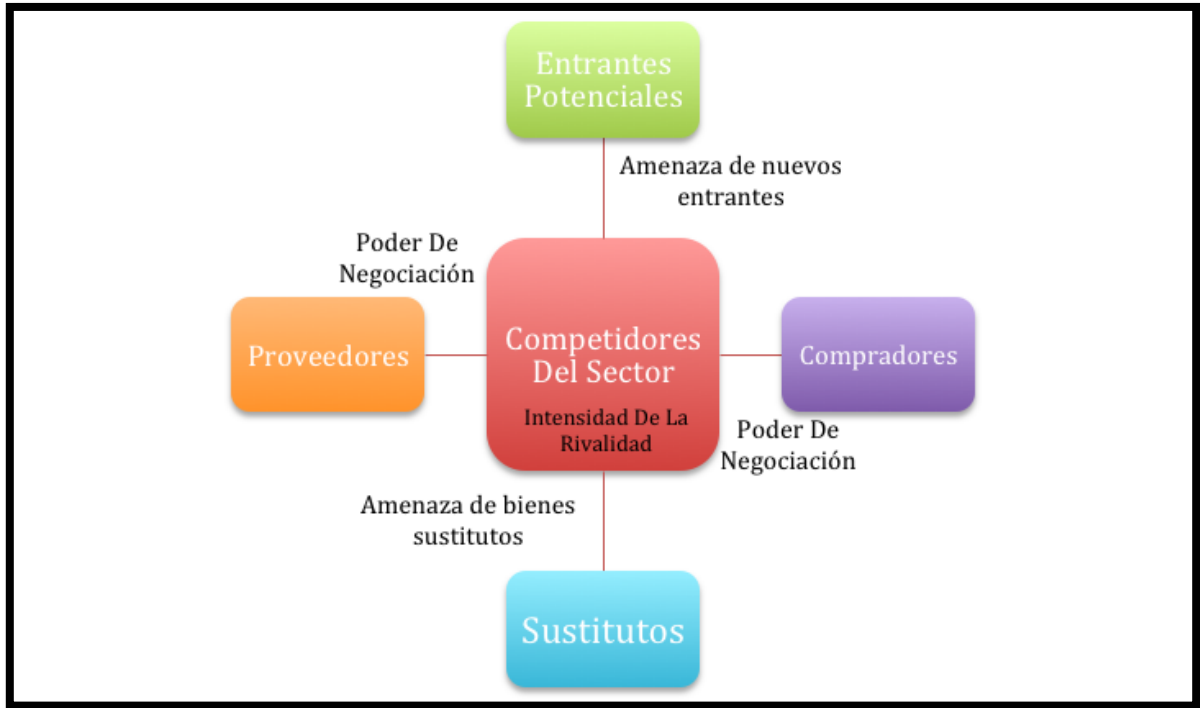 Entrantes
Potenciales
Amenaza de nuevos
entrantes
Poder De
Negociación
Proveedores
Competidores
Del Sector
Intensidad De La
Rivalidad
Compradores
Poder De
Negociación
Amenaza de bienes
sustitutos
Sustitutos